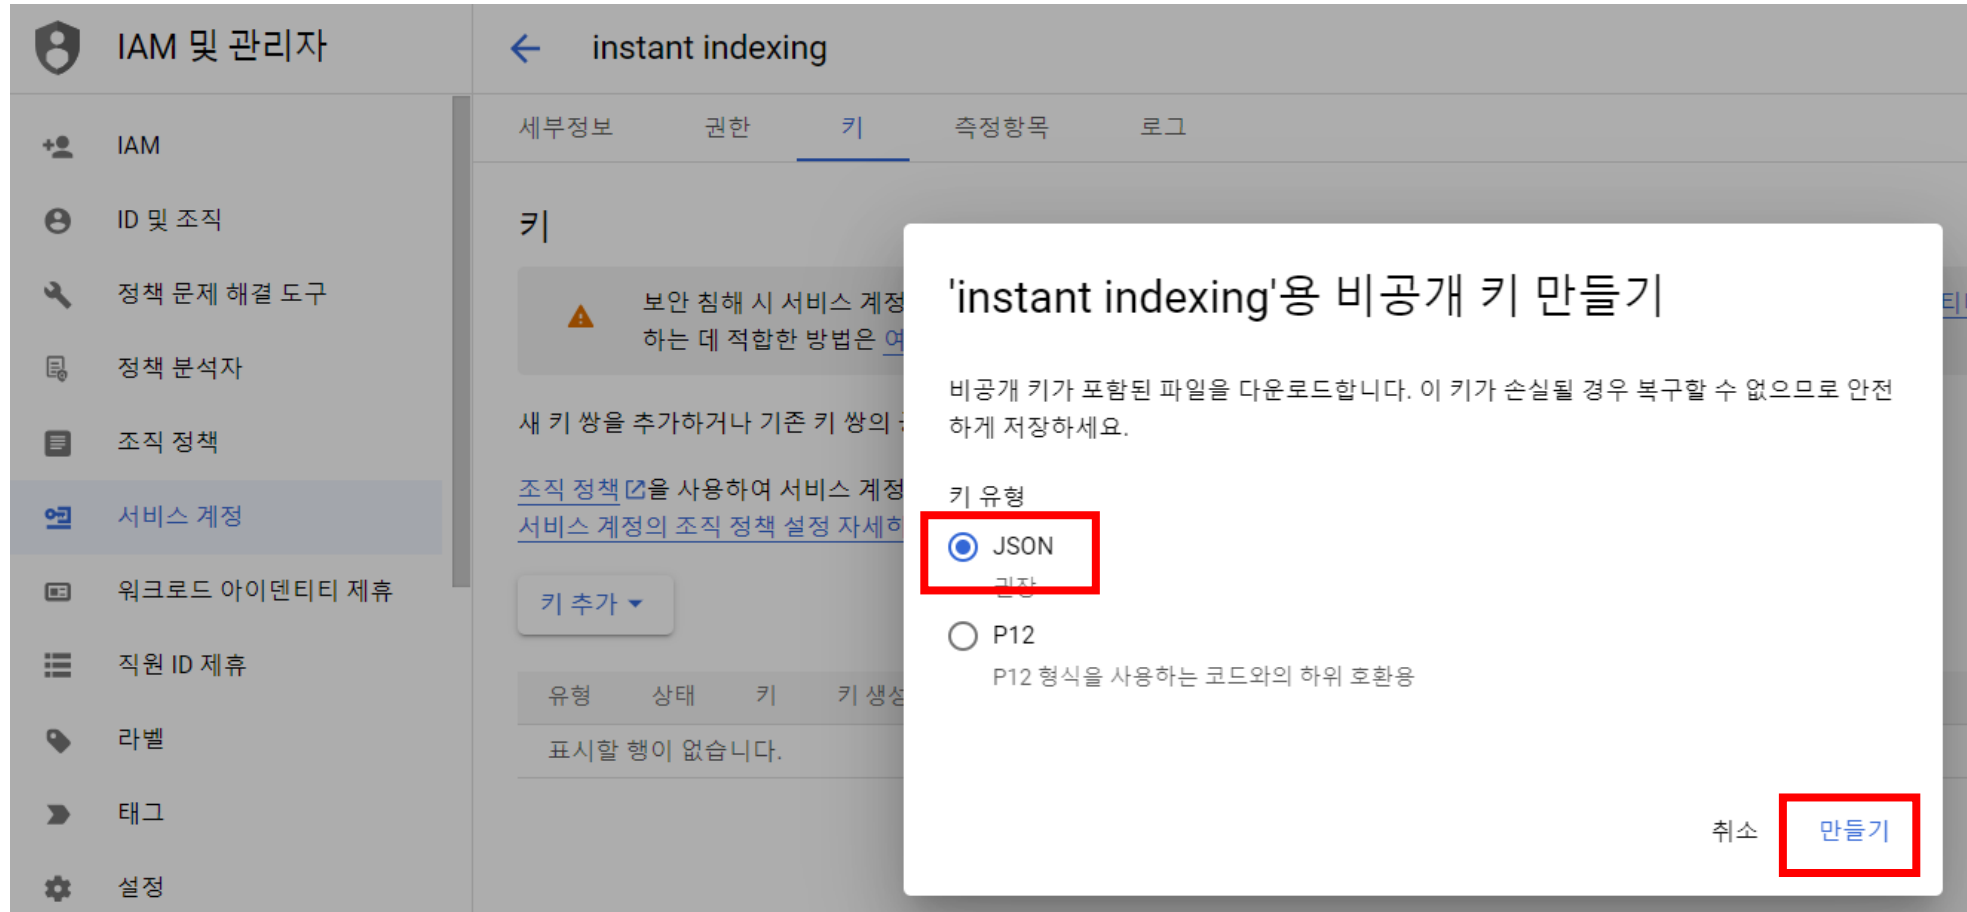 IAM 및 관리자
instant indexing
IAM
ID 및 조직
정책 문제 해결 도구
정책 분석자
조직 정책
서비스 계정
워크로드 아이덴티티 제휴
직원 ID 제휴
라벨
태그
설정
세부정보 권한 키 측정항목 로그
키
보안 침해 시 서비스 계정
하는 데 적합한 방법은 여
새 키 쌍을 추가하거나 기존 키 쌍의
조직 정책을 사용하여 서비스 계정
서비스 계정의 조직 정책 설정 자세히
키 추가
유형 상태 키 키 생성
표시할 행이 없습니다.
'instant indexing'용 비공개 키 만들기
비공개 키가 포함된 파일을 다운로드합니다. 이 키가 손실될 경우 복구할 수 없으므로 안전
하게 저장하세요.
키 유형
JSON
권장
P12
P12 형식을 사용하는 코드와의 하위 호환용
취소 만들기